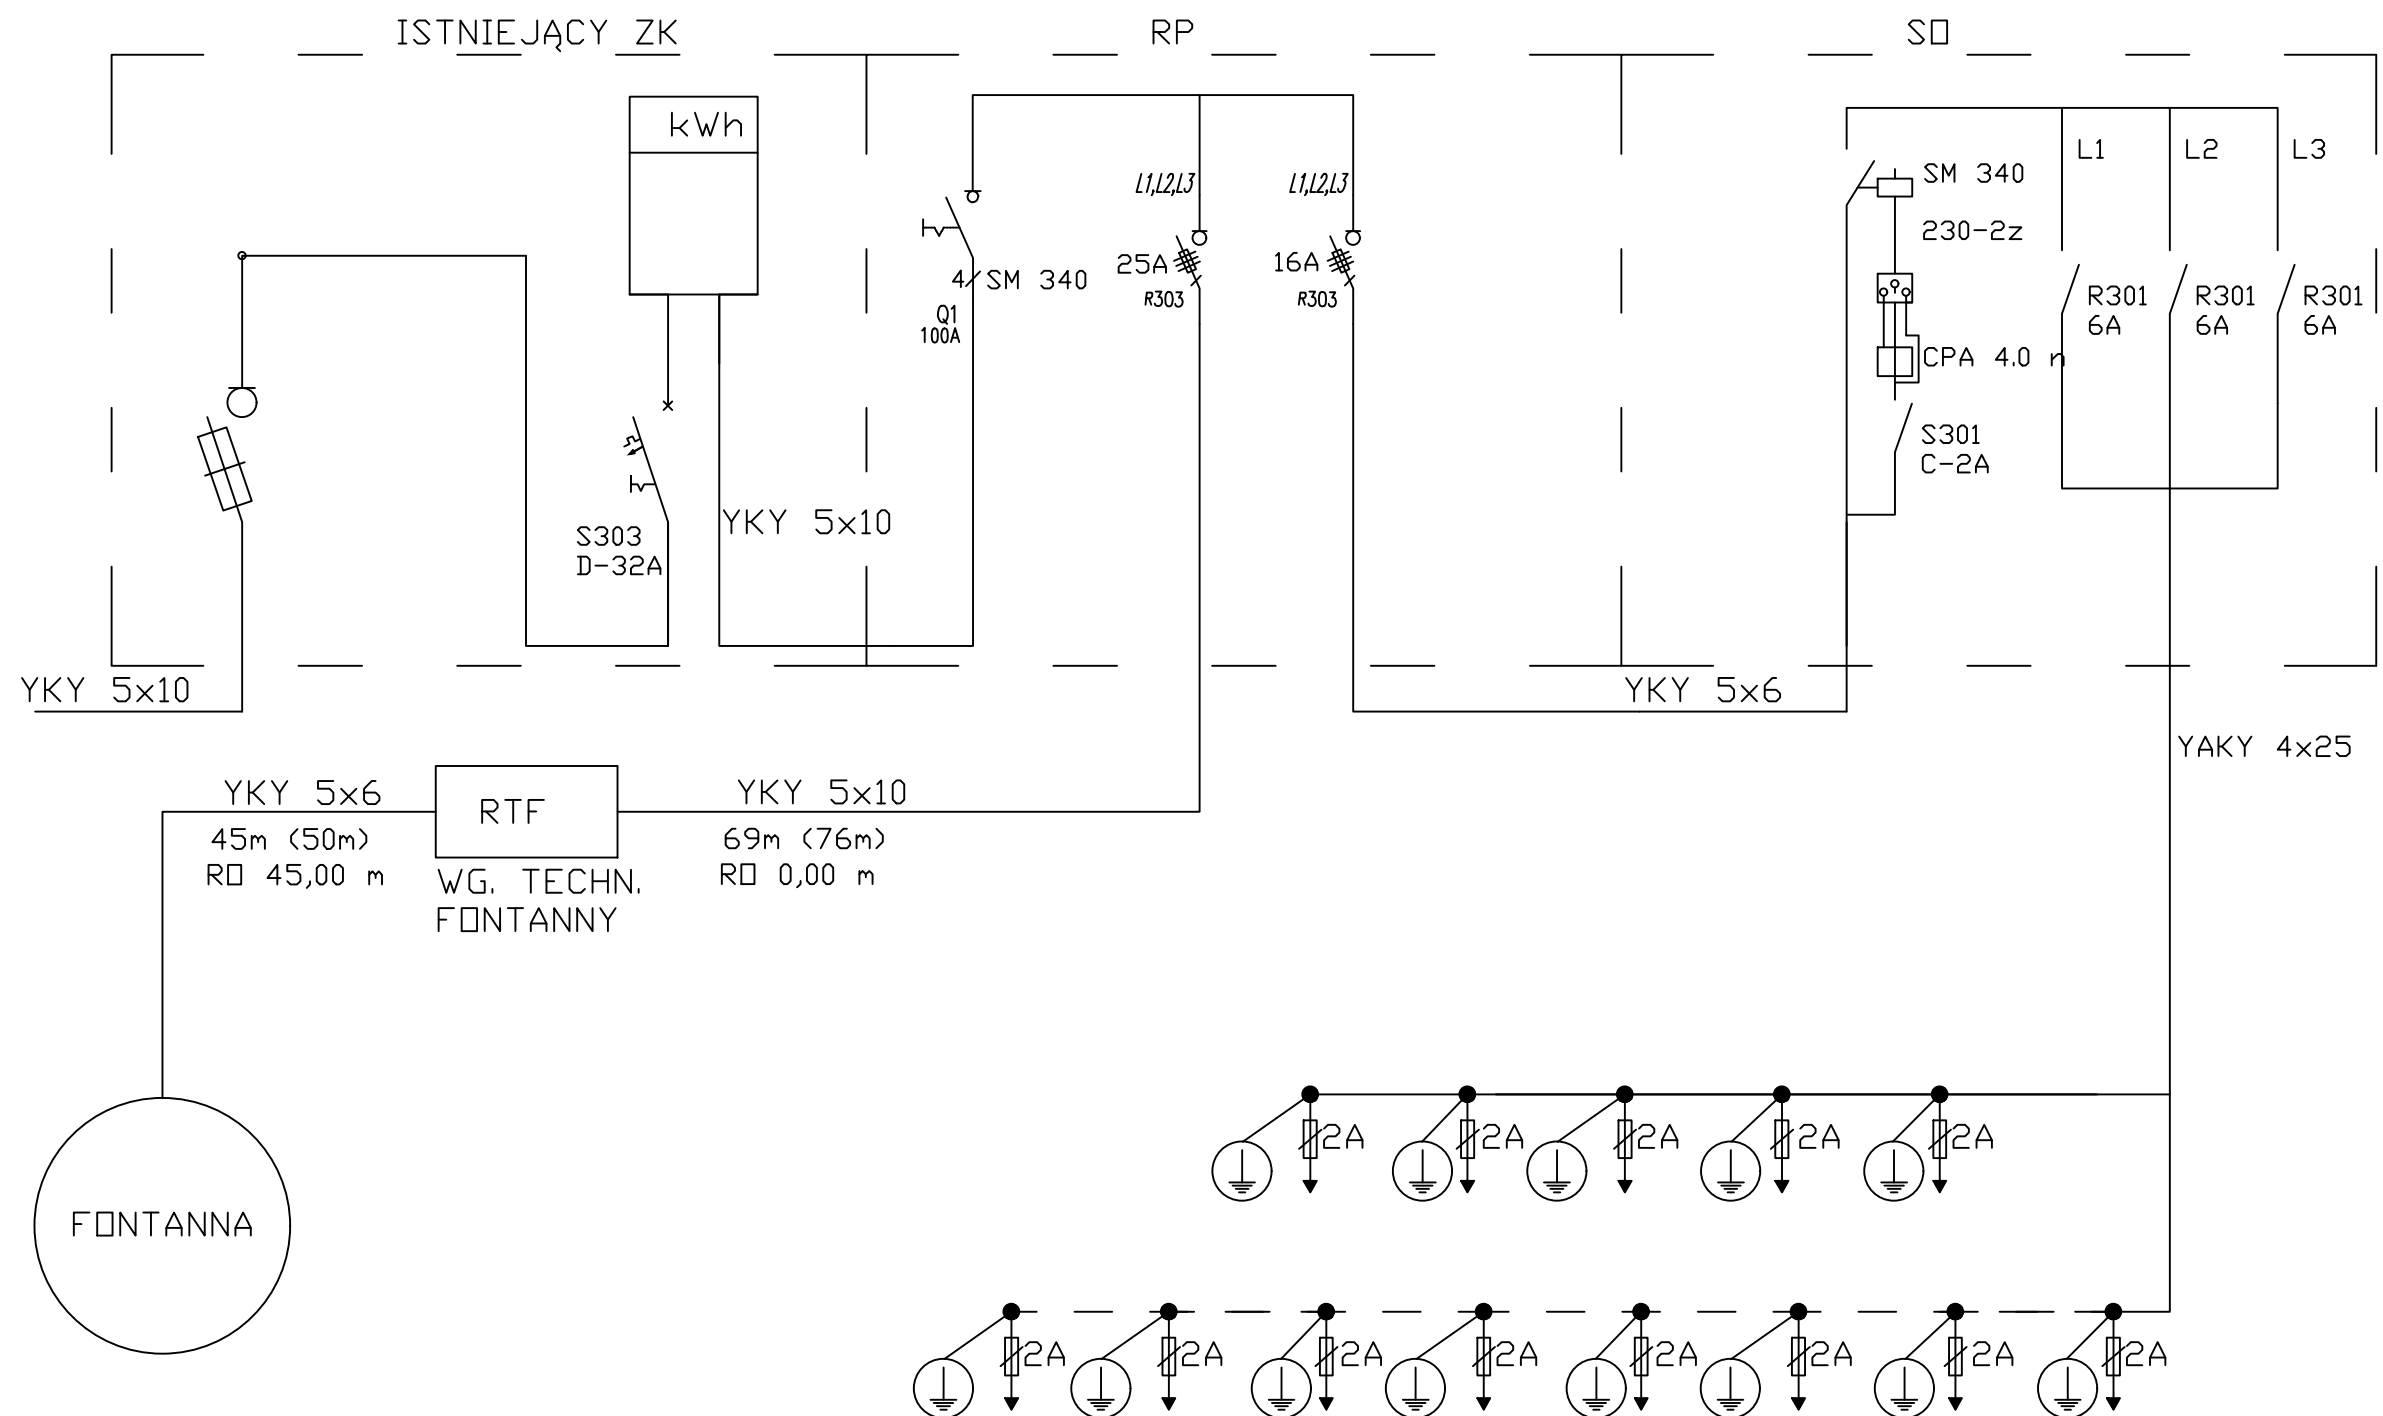 ISTNIEJĄCY ZK
RP
SO
kWh
L1
L2
L3
L1,L2,L3
L1,L2,L3
SM 340
230-2z
25A
16A
4
SM 340
R303
R303
Q1
100A
R301
6A
R301
6A
R301
6A
CPA 4.0 n
S301
C-2A
YKY 5x10
S303
D-32A
YKY 5x10
YKY 5x6
YAKY 4x25
YKY 5x6
RTF
YKY 5x10
45m (50m)
RO 45,00 m
69m (76m)
RO 0,00 m
WG. TECHN.
FONTANNY
2A
2A
2A
2A
2A
FONTANNA
2A
2A
2A
2A
2A
2A
2A
2A